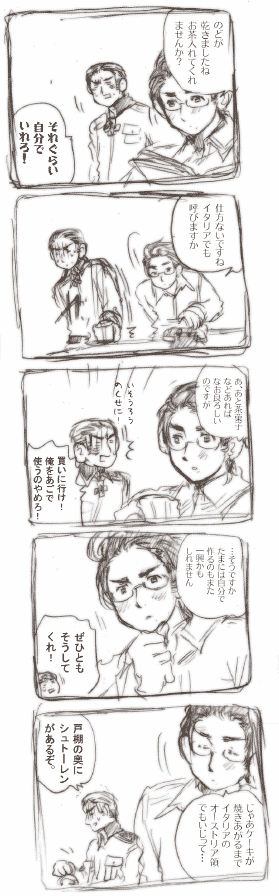 のどが
乾きましたね
お茶入れてくれ
ませんか？
それぐらい
自分で
いれろ！
仕方ないですね
イタリアでも
呼びますか
あ、あと茶菓子
などあれば
なお良ろしい
のですが
いそうろう
のくせに！
買いに行け！
俺をあごで
使うのやめろ！
…そうですか
たまには自分で
作るのもまた
一興かも
しれません
ぜひとも
そうして
くれ！
じゃあケーキが
焼きあがるまで
イタリアの
オーストリア領
でもいじって…
戸棚の奥に
シュトーレン
があるぞ。